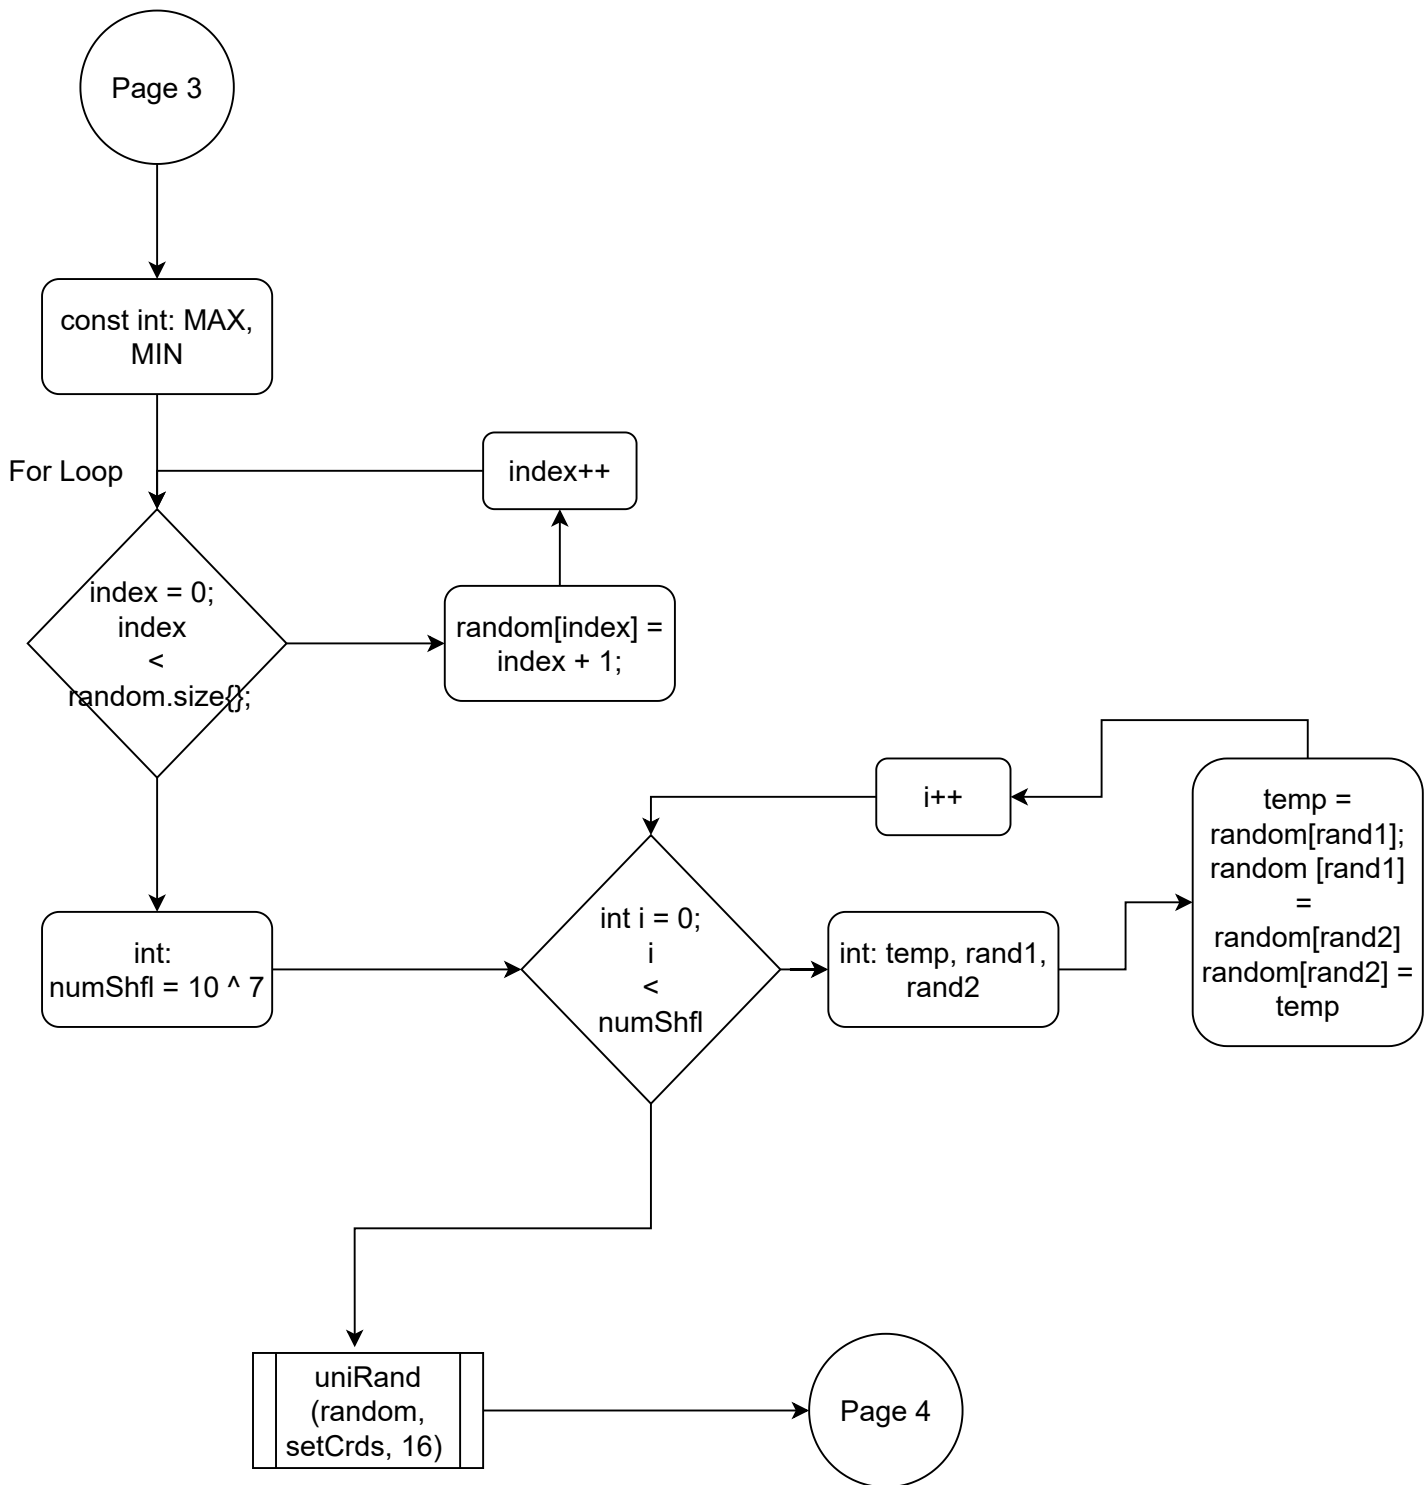 Page 3
const int: MAX,
MIN
For Loop
index++
index = 0;
index
<
random.size{};
random[index] =
index + 1;
i++
temp =
random[rand1];
random [rand1]
=
random[rand2]
random[rand2] =
temp
int:
numShfl = 10 ^ 7
int i = 0;
i
<
numShfl
int: temp, rand1,
rand2
uniRand
(random,
setCrds, 16)
Page 4